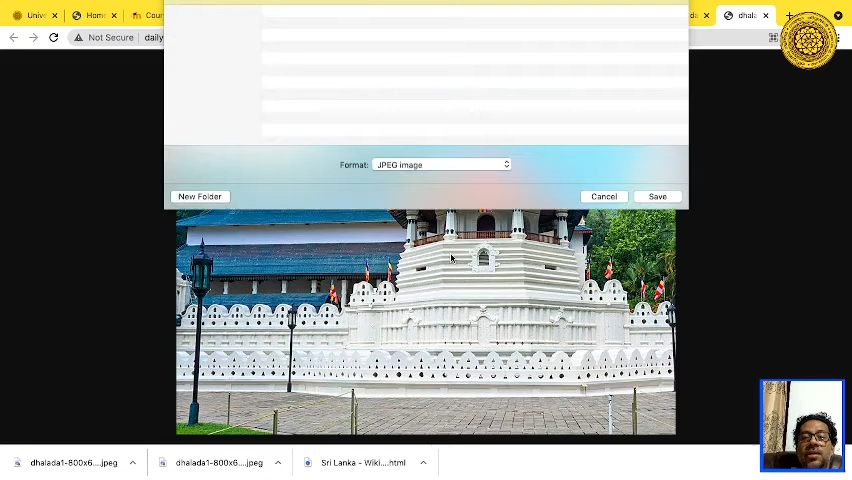 Unive
Home
Cour
da
dhala
Not Secure
daily
Format: JPEG image
New Folder
Cancel
Save
dhalada1-800x6....jpeg
dhalada1-800x6....jpeg
Sri Lanka - Wiki....html